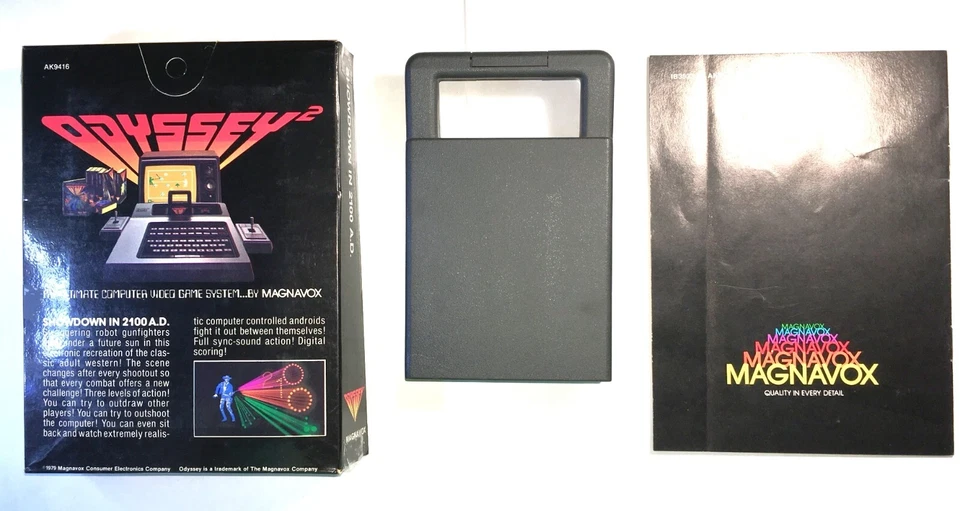 AK9416
ODYSSEY²
ULTIMATE COMPUTER VIDEO GAME SYSTEM...BY MAGNAVOX
SHOWDOWN IN 2100 A.D.
Swaggering robot gunfighters
under a future sun in this
electronic recreation of the clas-
sic adult western! The scene
changes after every shootout so
that every combat offers a new
challenge! Three levels of action!
You can try to outdraw other
players! You can try to outshoot
the computer! You can even sit
back and watch extremely realis-
tic computer controlled androids
fight it out between themselves!
Full sync-sound action! Digital
scoring!
©1979 Magnavox Consumer Electronics Company Odyssey is a trademark of The Magnavox Company
SHOWDOWN IN 2100 A.D.
MAGNAVOX
MAGNAVOX
MAGNAVOX
MAGNAVOX
MAGNAVOX
MAGNAVOX
MAGNAVOX
QUALITY IN EVERY DETAIL